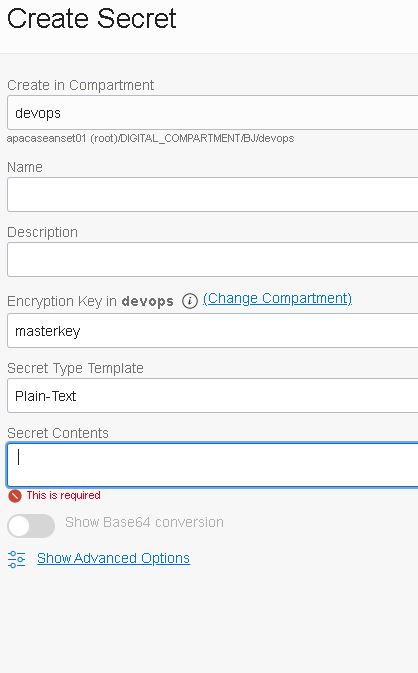 Create Secret
Create in Compartment
devops
apacaseanset01 (root)/DIGITAL_COMPARTMENT/BJ/devops
Name
Description
Encryption Key in devops i (Change Compartment)
masterkey
Secret Type Template
Plain-Text
Secret Contents
This is required
Show Base64 conversion
Show Advanced Options